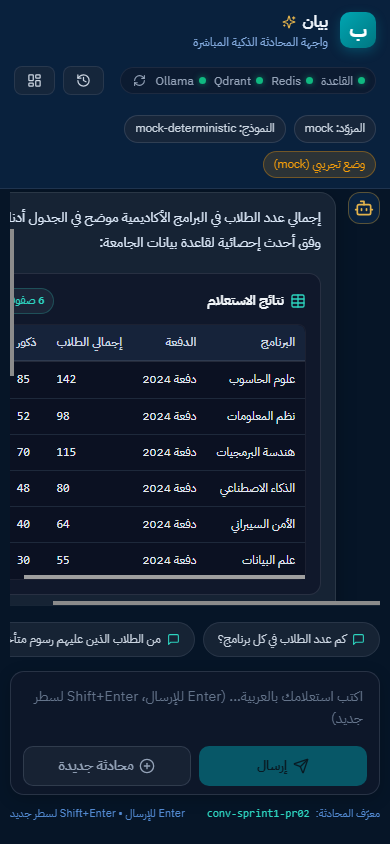 ب
بيان
واجهة المحادثة الذكية المباشرة
القاعدة Redis Qdrant Ollama
المزوّد: mock
النموذج: mock-deterministic
وضع تجريبي (mock)
إجمالي عدد الطلاب في البرامج الأكاديمية موضح في الجدول
وفق أحدث إحصائية لقاعدة بيانات الجامعة:
نتائج الاستعلام
6
البرنامج الدفعة إجمالي الطلاب ذكور
علوم الحاسوب دفعة 2024 142 85
نظم المعلومات دفعة 2024 98 52
هندسة البرمجيات دفعة 2024 115 70
الذكاء الاصطناعي دفعة 2024 80 48
الأمن السيبراني دفعة 2024 64 40
علم البيانات دفعة 2024 55 30
كم عدد الطلاب في كل برنامج؟
من الطلاب الذين عليهم رسوم
اكتب استعلامك بالعربية... (Enter للإرسال، Shift+Enter لسطر
جديد)
إرسال
محادثة جديدة
معرّف المحادثة: conv-sprint1-pr02
Enter للإرسال • Shift+Enter لسطر جديد